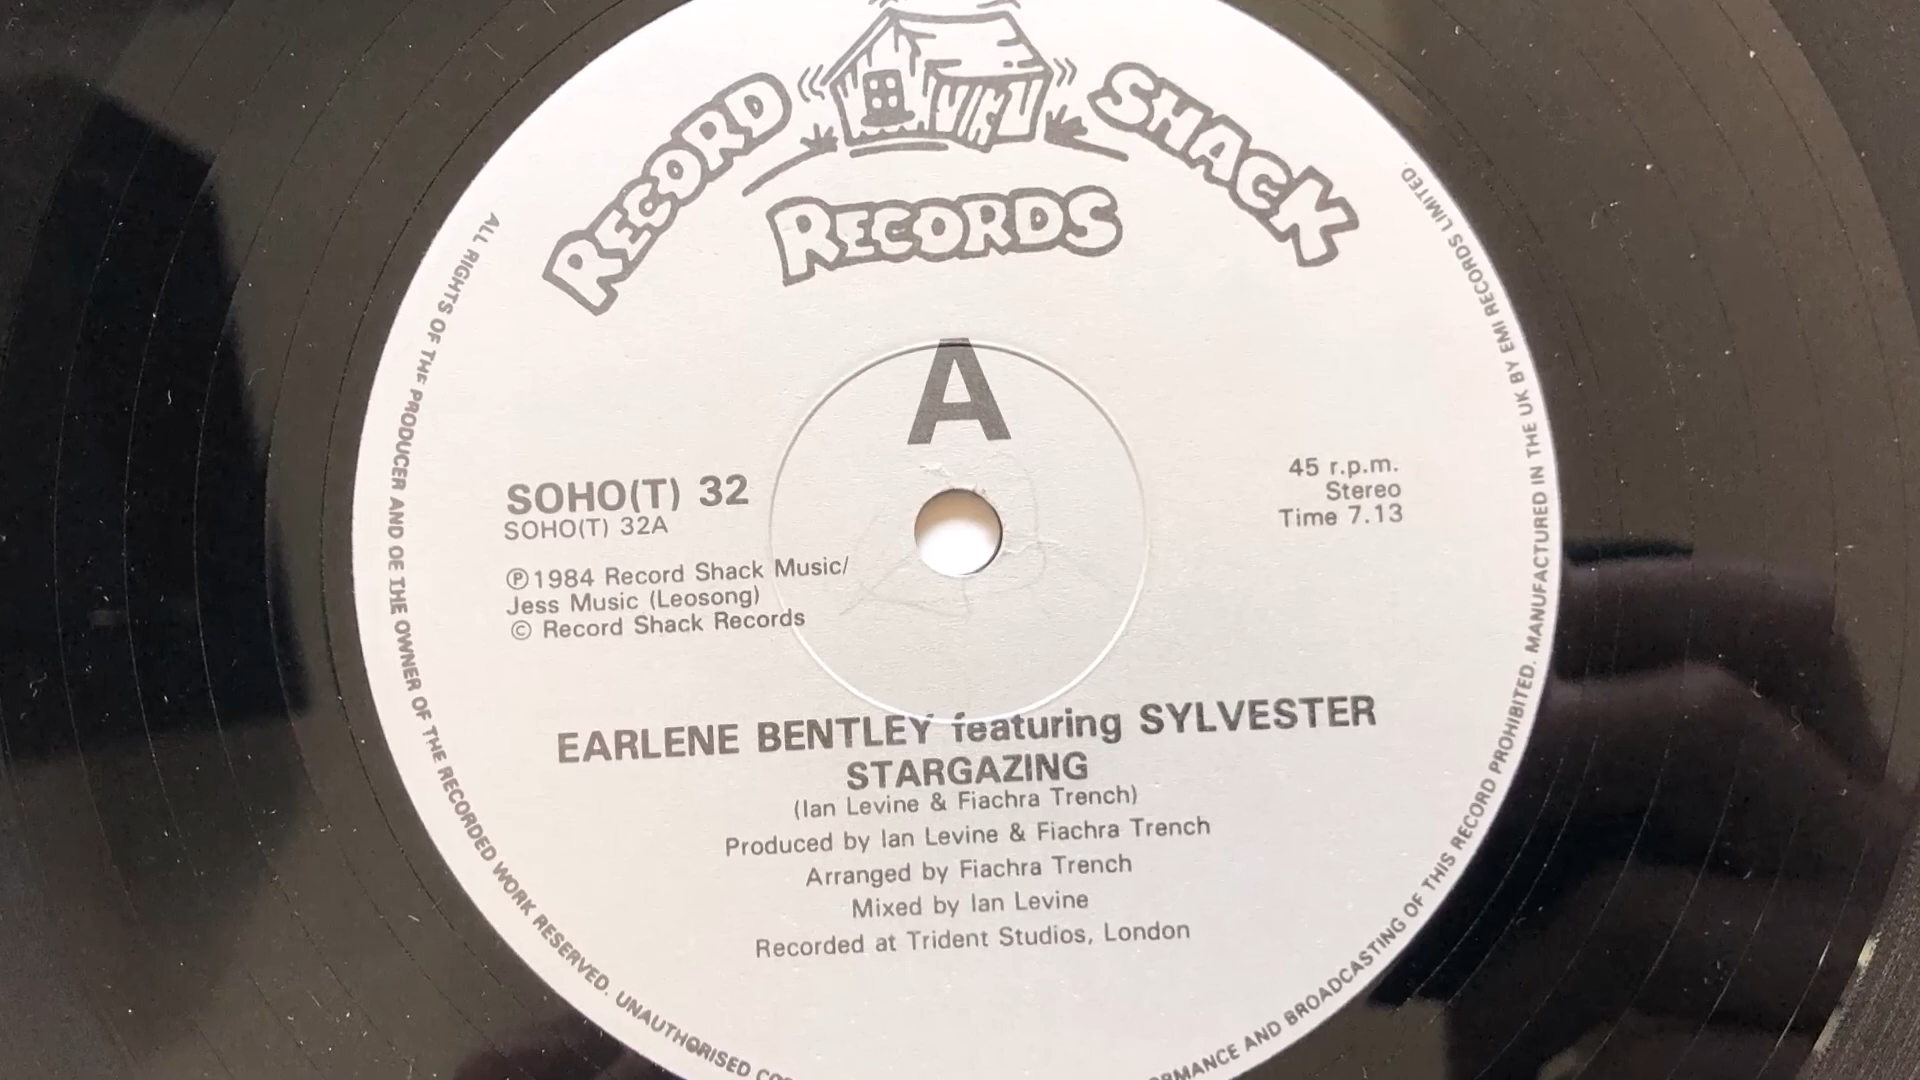 RECORD SHACK
RECORDS
A
SOHO(T) 32
SOHO(T) 32A
℗1984 Record Shack Music/
Jess Music (Leosong)
© Record Shack Records
45 r.p.m.
Stereo
Time 7.13
EARLENE BENTLEY featuring SYLVESTER
STARGAZING
(Ian Levine & Fiachra Trench)
Produced by Ian Levine & Fiachra Trench
Arranged by Fiachra Trench
Mixed by Ian Levine
Recorded at Trident Studios, London
ALL RIGHTS OF THE PRODUCER AND OF THE OWNER OF THE RECORDED WORK RESERVED. UNAUTHORISED
AND BROADCASTING OF THIS RECORD PROHIBITED. MANUFACTURED IN THE UK BY EMI RECORDS LIMITED.